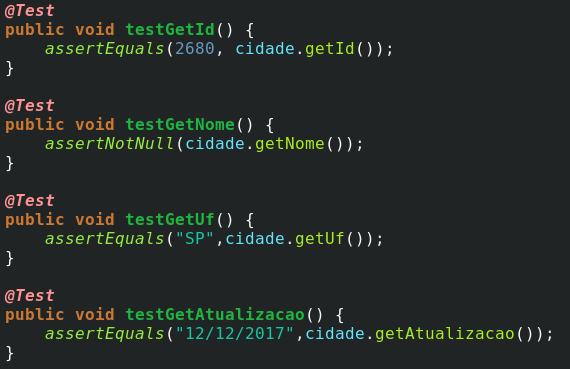 @Test
public void testGetId() {
    assertEquals(2680, cidade.getId());
}
@Test
public void testGetNome() {
    assertNotNull(cidade.getNome());
}
@Test
public void testGetUf() {
    assertEquals("SP",cidade.getUf());
}
@Test
public void testGetAtualizacao() {
    assertEquals("12/12/2017",cidade.getAtualizacao());
}